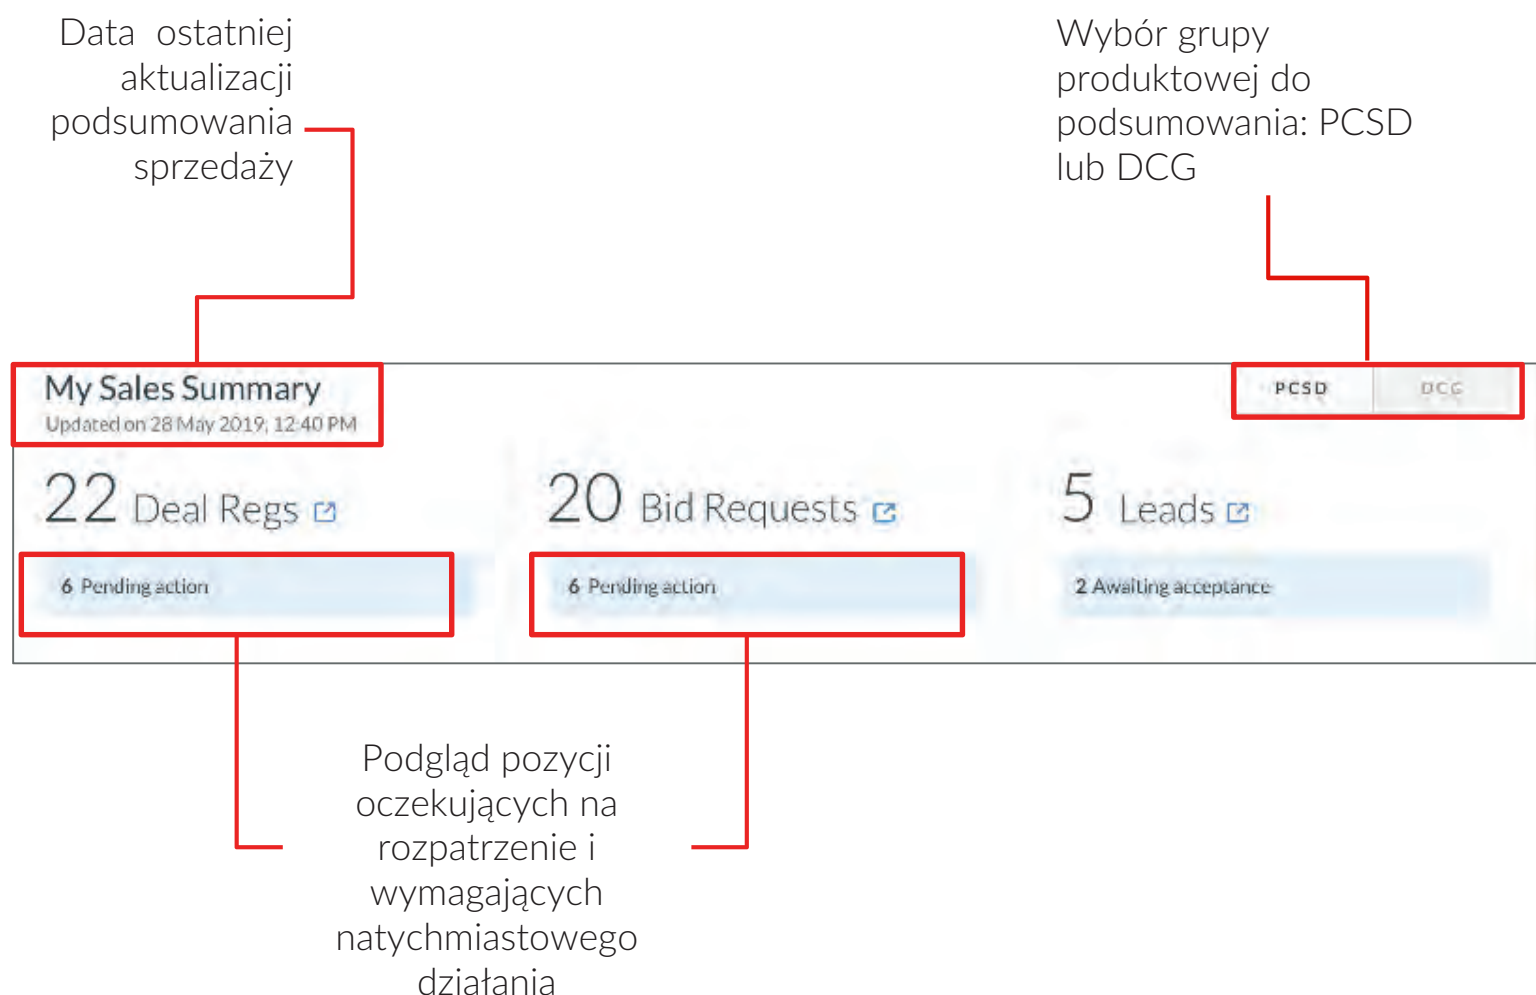 Data ostatniej
aktualizacji
podsumowania
sprzedaży
Wybór grupy
produktowej do
podsumowania: PCSD
lub DCG
My Sales Summary
Updated on 28 May 2019, 12:40 PM
PCSD DCG
22 Deal Regs
20 Bid Requests
5 Leads
6 Pending action
6 Pending action
2 Awaiting acceptance
Podgląd pozycji
oczekujących na
rozpatrzenie i
wymagających
natychmiastowego
działania